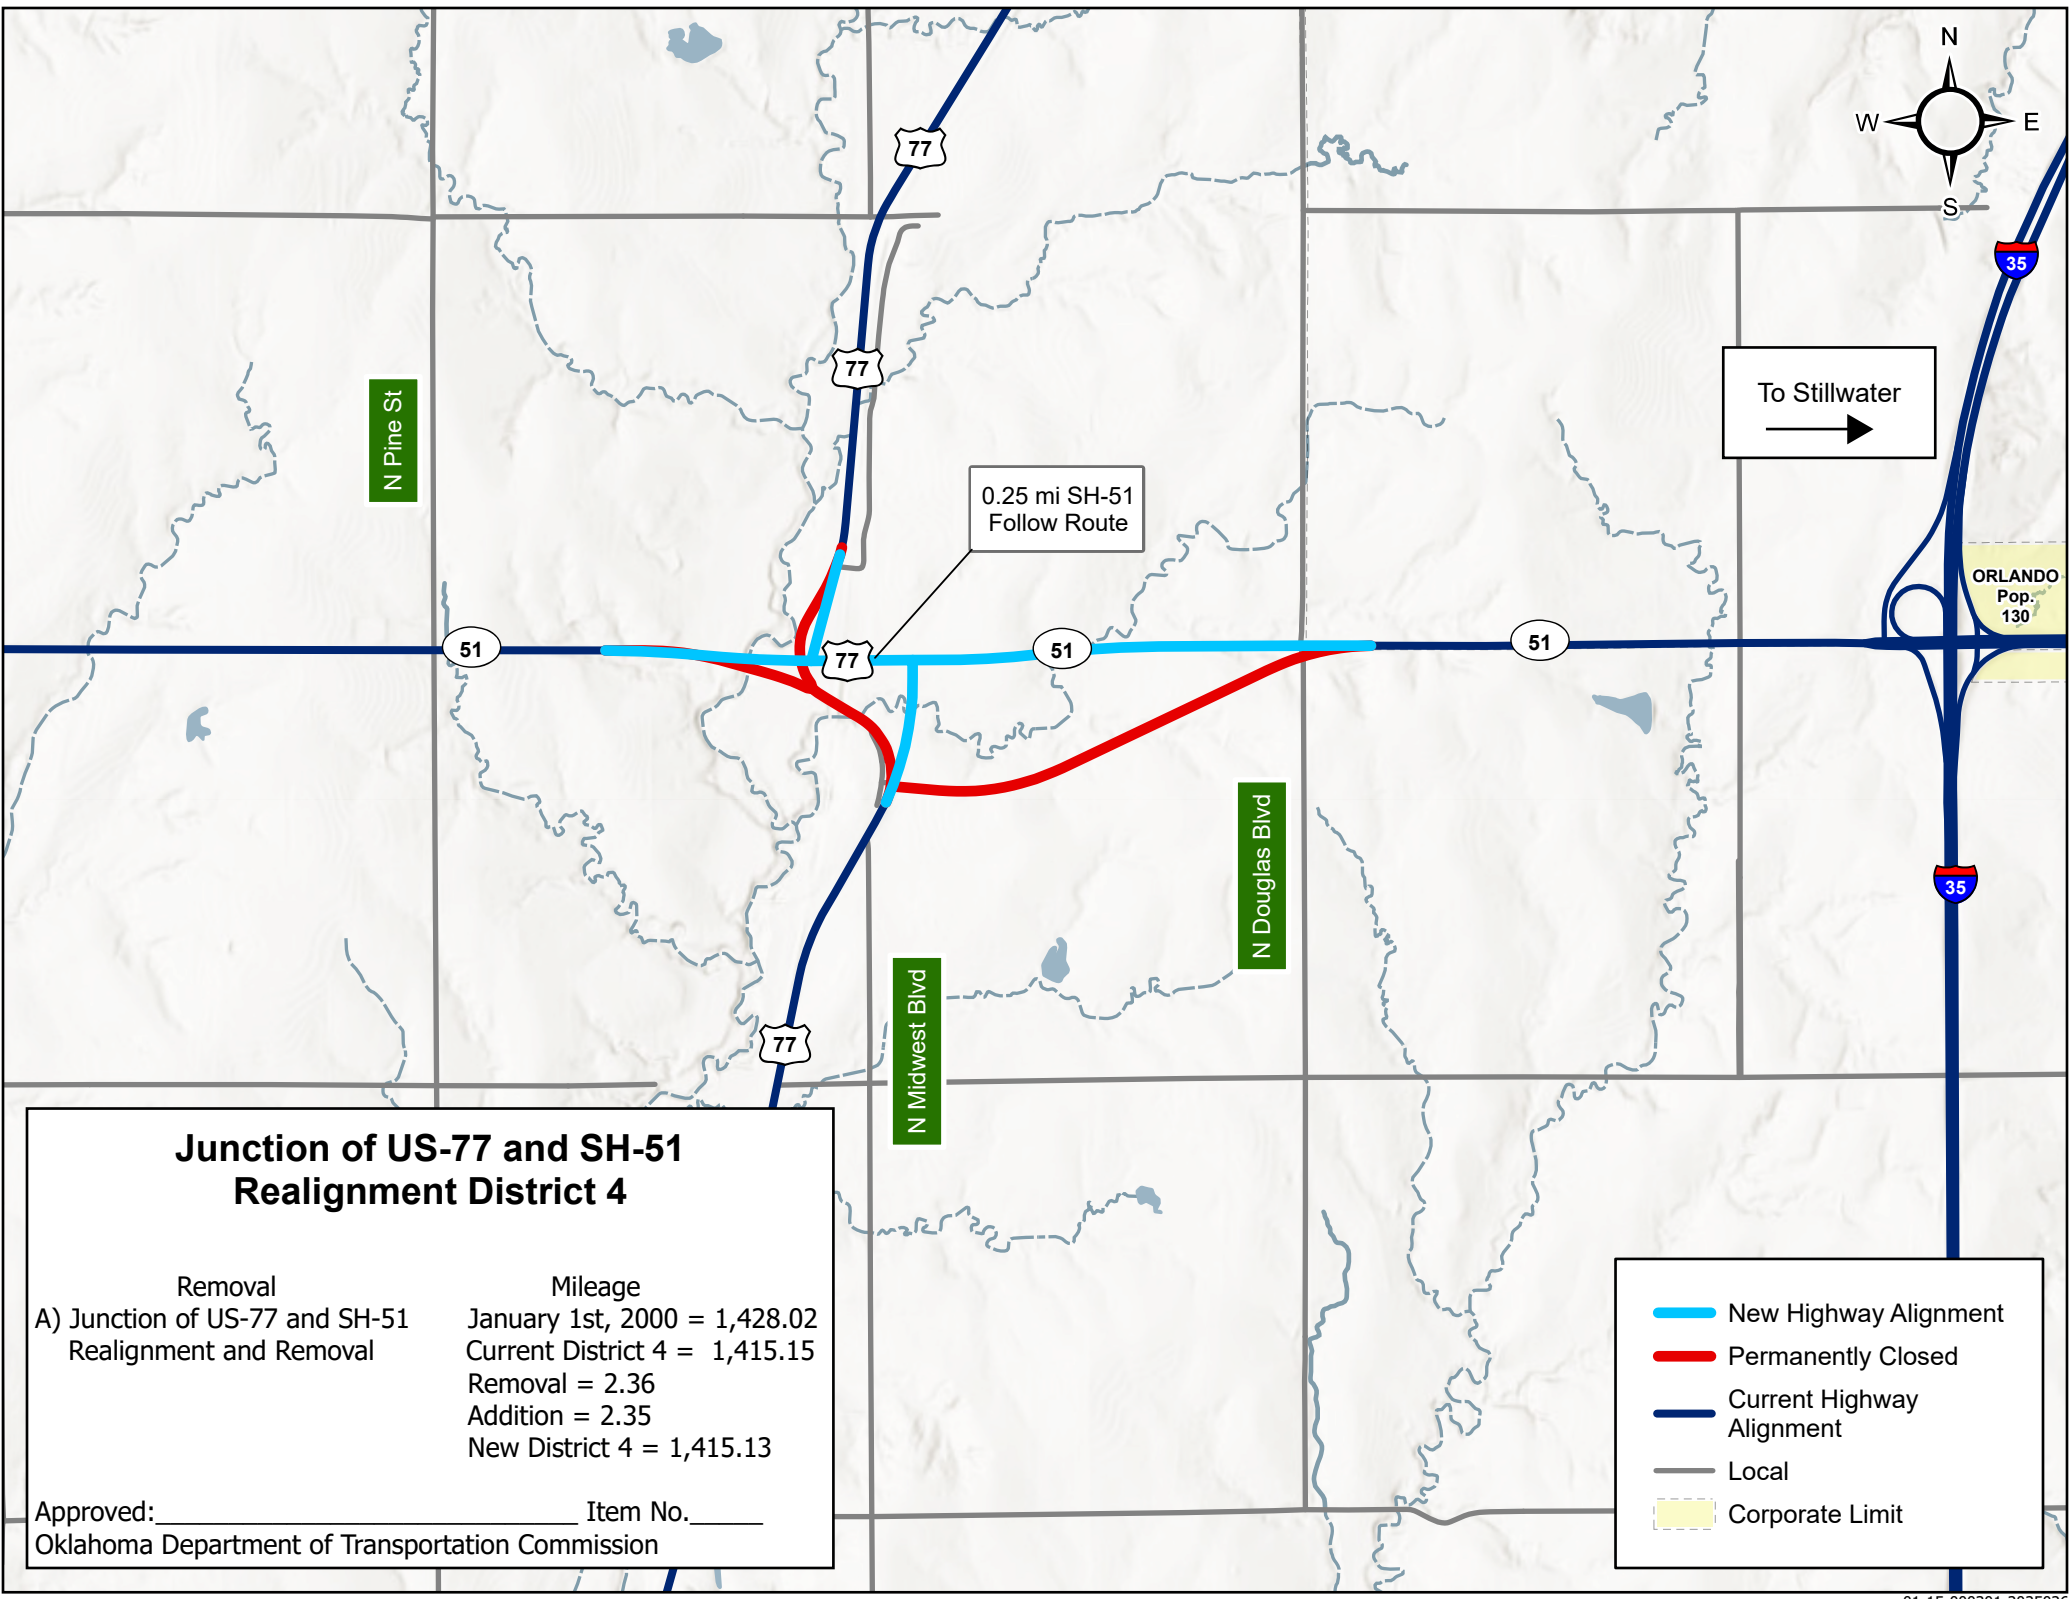 N
W
E
S
77
35
77
To Stillwater
N Pine St
0.25 mi SH-51
Follow Route
ORLANDO
Pop.
130
51
77
51
51
N Douglas Blvd
35
N Midwest Blvd
77
Junction of US-77 and SH-51
Realignment District 4
Removal
A) Junction of US-77 and SH-51
Realignment and Removal
Mileage
January 1st, 2000 = 1,428.02
Current District 4 = 1,415.15
Removal = 2.36
Addition = 2.35
New District 4 = 1,415.13
Approved:______________________________ Item No._____
Oklahoma Department of Transportation Commission
New Highway Alignment
Permanently Closed
Current Highway
Alignment
Local
Corporate Limit